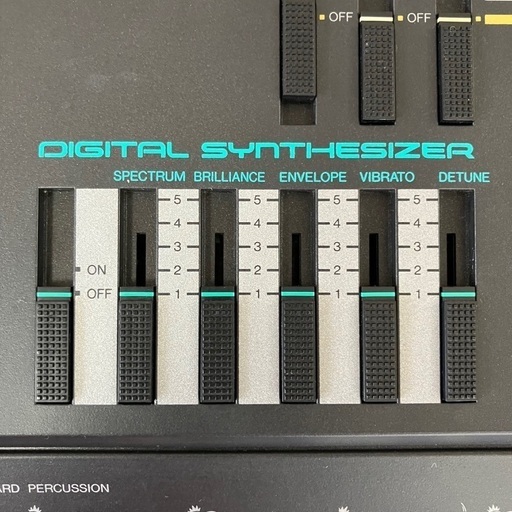 OFF OFF
DIGITAL SYNTHESIZER
SPECTRUM BRILLIANCE ENVELOPE VIBRATO DETUNE
5 5 5 5
4 4 4 4
3 3 3 3
ON 2 2 2 2
OFF 1 1 1 1
ARD PERCUSSION